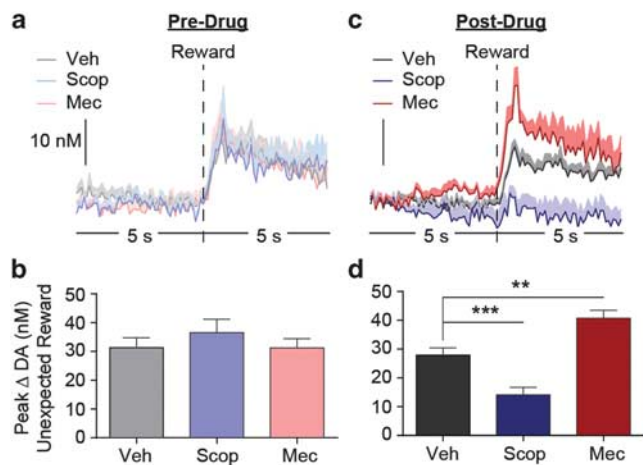 a
Pre-Drug
Reward
Veh
Scop
Mec
10 nM
5 s
5 s
c
Post-Drug
Reward
Veh
Scop
Mec
5 s
5 s
b
Peak Δ DA (nM)
Unexpected Reward
50
40
30
20
10
0
Veh
Scop
Mec
d
50
40
30
20
10
0
**
***
Veh
Scop
Mec